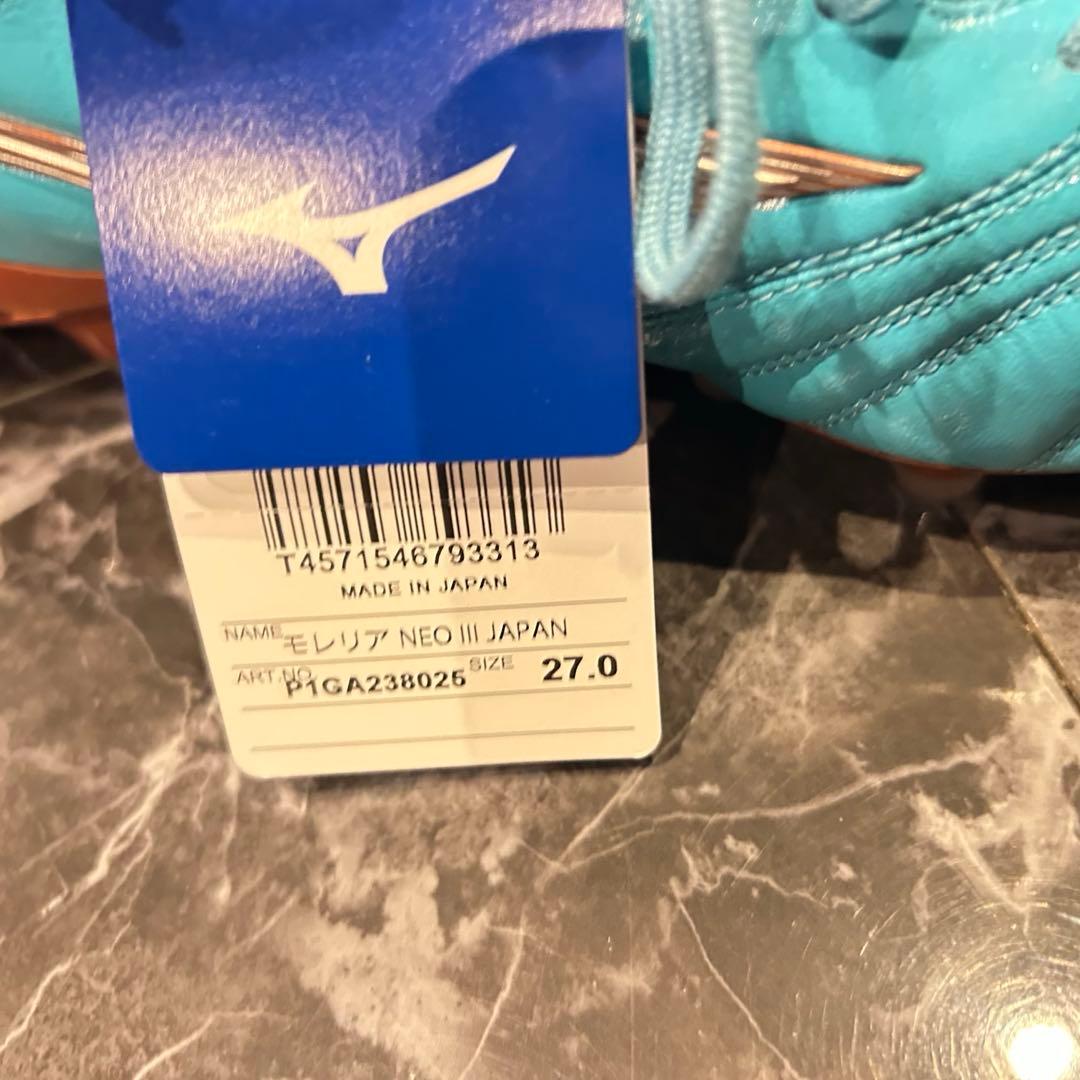 T4571546793313
MADE IN JAPAN
NAME モレリア NEO III JAPAN
ART.NO P1GA238025 SIZE 27.0